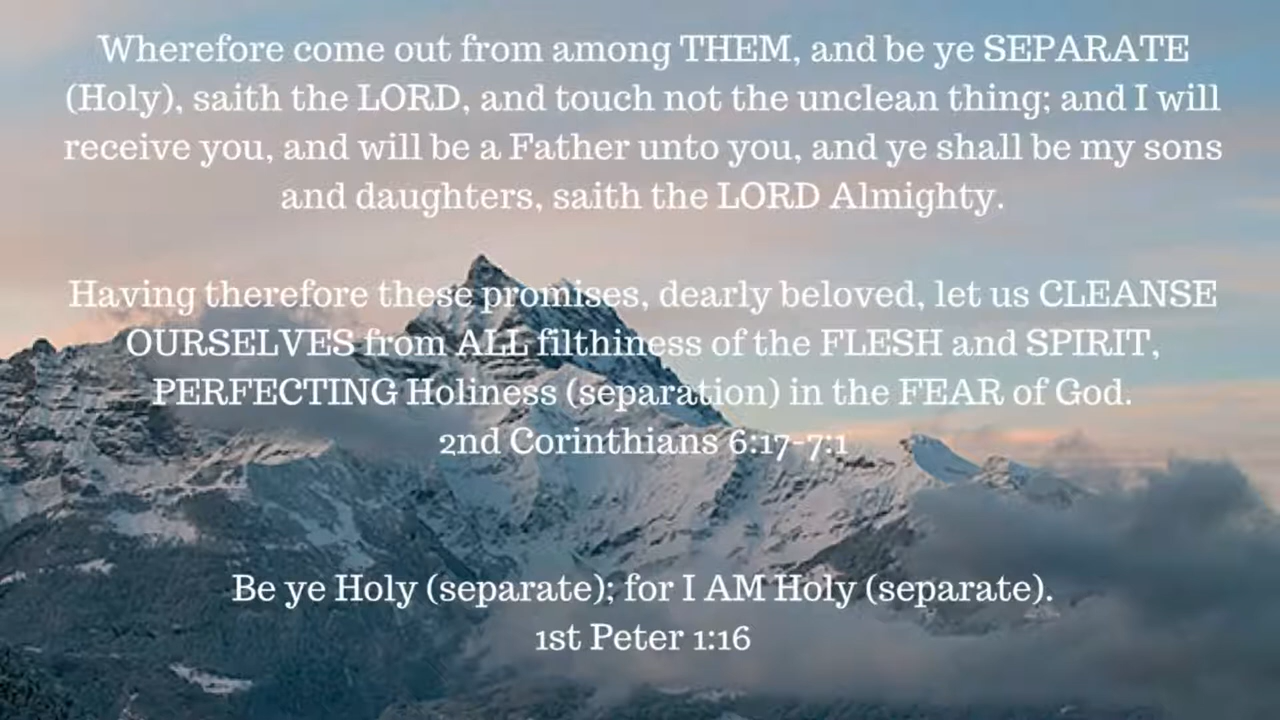 Wherefore come out from among THEM, and be ye SEPARATE
(Holy), saith the LORD, and touch not the unclean thing; and I will
receive you, and will be a Father unto you, and ye shall be my sons
and daughters, saith the LORD Almighty.
Having therefore these promises, dearly beloved, let us CLEANSE
OURSELVES from ALL filthiness of the FLESH and SPIRIT,
PERFECTING Holiness (separation) in the FEAR of God.
2nd Corinthians 6:17-7:1
Be ye Holy (separate); for I AM Holy (separate).
1st Peter 1:16